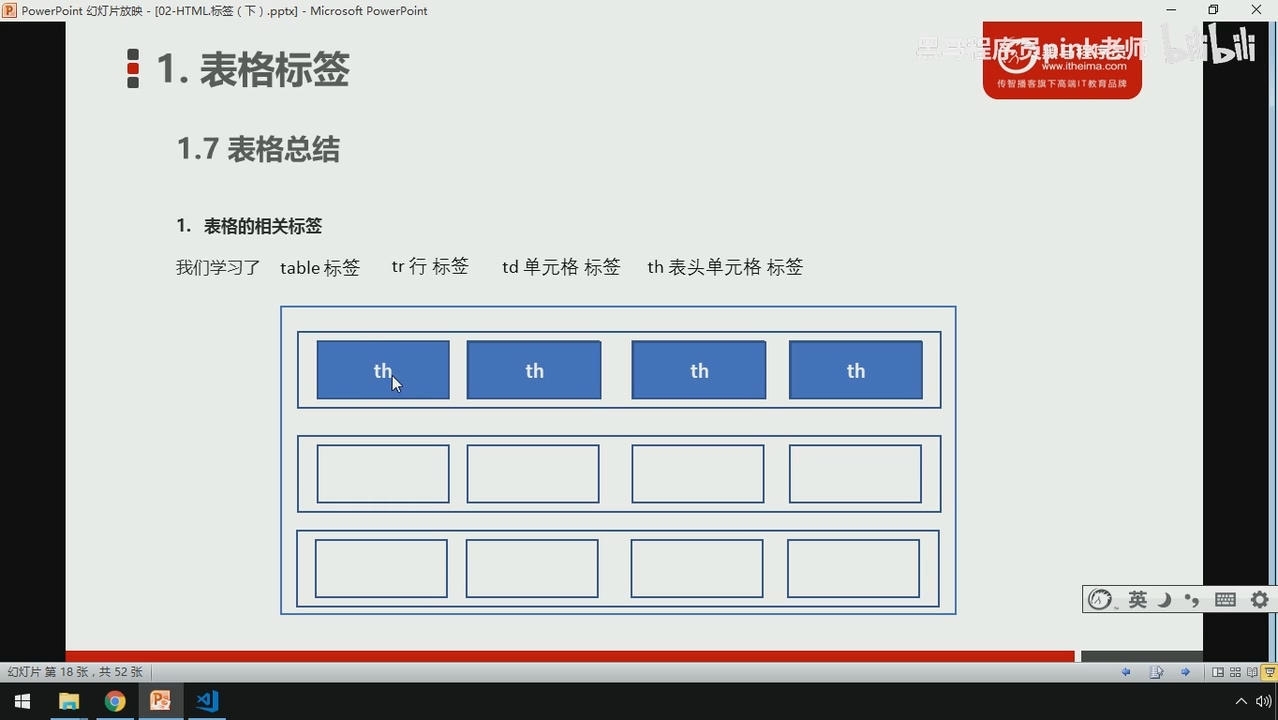 PowerPoint 幻灯片放映 - [02-HTML.标签(下).pptx] - Microsoft PowerPoint
1. 表格标签
黑马程序员pink老师 bilibili
www.itheima.com
传智播客旗下高端IT教育品牌
1.7 表格总结
1. 表格的相关标签
我们学习了 table 标签 tr 行 标签 td 单元格 标签 th 表头单元格 标签
th th th th
英
幻灯片 第 18 张,共 52 张